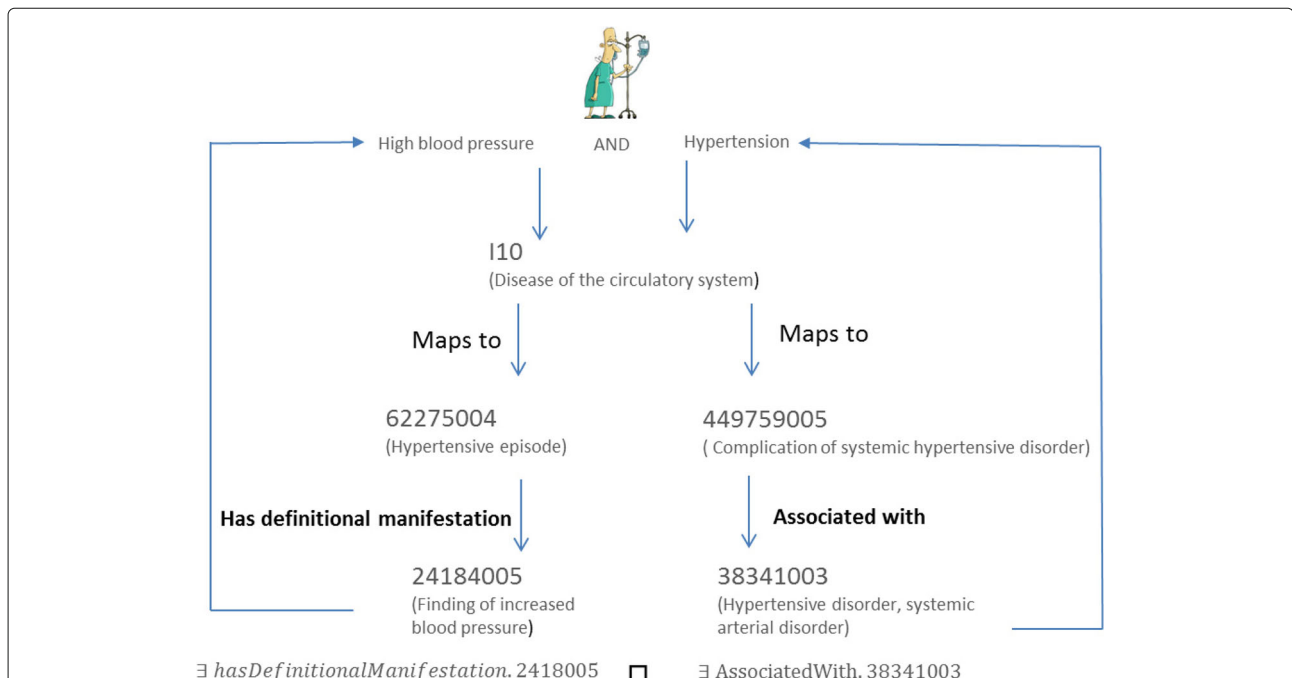 High blood pressure AND Hypertension
I10
(Disease of the circulatory system)
Maps to Maps to
62275004 449759005
(Hypertensive episode) ( Complication of systemic hypertensive disorder)
Has definitional manifestation Associated with
24184005 38341003
(Finding of increased (Hypertensive disorder, systemic
blood pressure) arterial disorder)
∃ hasDefinitionalManifestation. 2418005 ⊓ ∃ AssociatedWith. 38341003